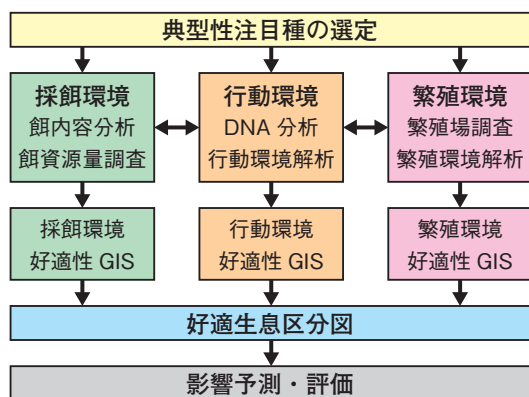 典型性注目種の選定
採餌環境
餌内容分析
餌資源量調査
行動環境
DNA 分析
行動環境解析
繁殖環境
繁殖場調査
繁殖環境解析
採餌環境
好適性 GIS
行動環境
好適性 GIS
繁殖環境
好適性 GIS
好適生息区分図
影響予測・評価